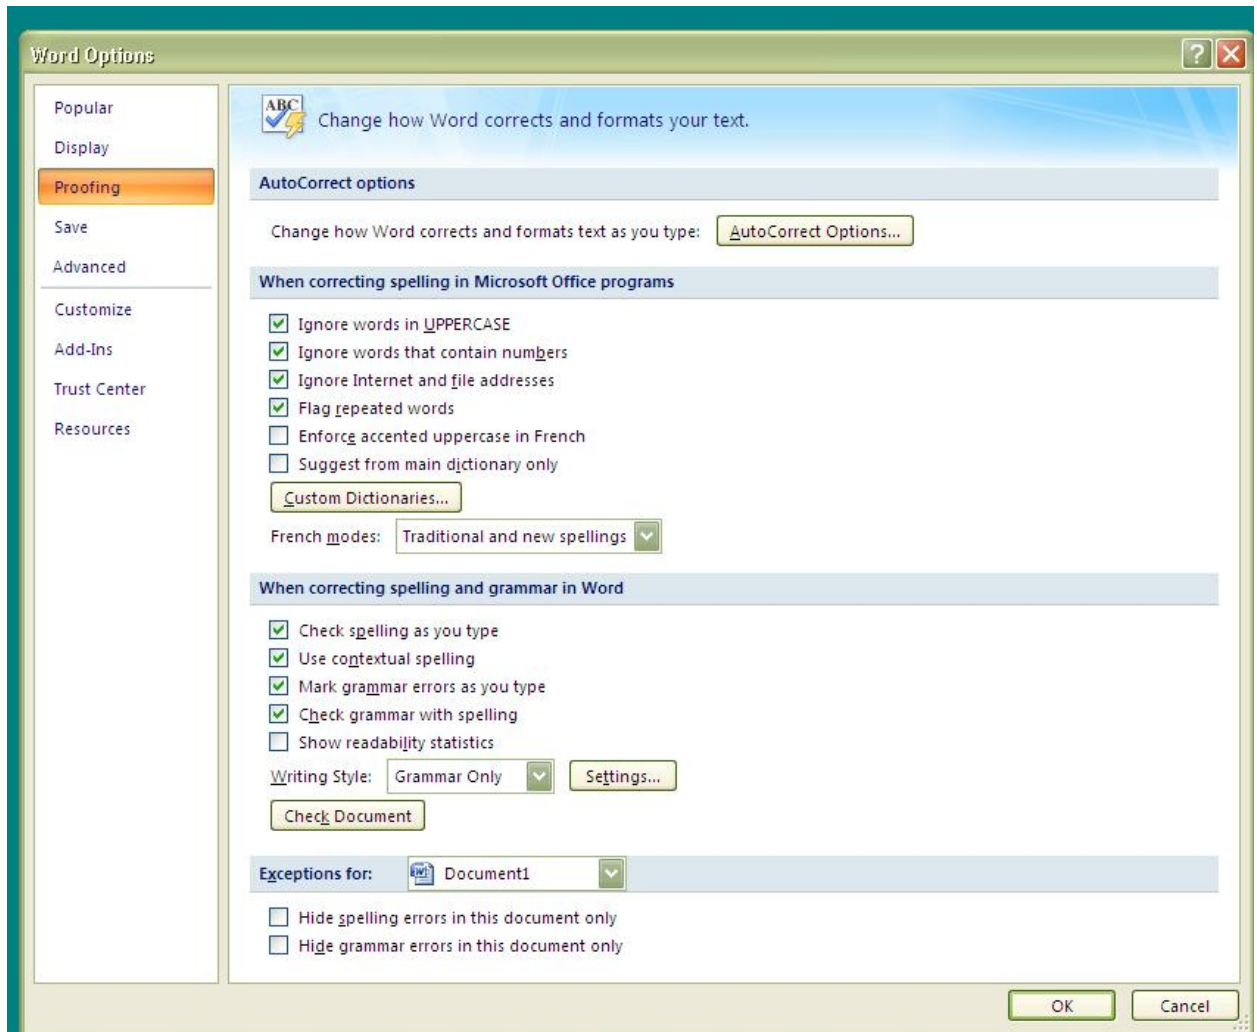 Word Options
Popular
Display
Proofing
Save
Advanced
Customize
Add-Ins
Trust Center
Resources
ABC
Change how Word corrects and formats your text.
AutoCorrect options
Change how Word corrects and formats text as you type: AutoCorrect Options...
When correcting spelling in Microsoft Office programs
Ignore words in UPPERCASE
Ignore words that contain numbers
Ignore Internet and file addresses
Flag repeated words
Enforce accented uppercase in French
Suggest from main dictionary only
Custom Dictionaries...
French modes: Traditional and new spellings
When correcting spelling and grammar in Word
Check spelling as you type
Use contextual spelling
Mark grammar errors as you type
Check grammar with spelling
Show readability statistics
Writing Style: Grammar Only Settings...
Check Document
Exceptions for: Document1
Hide spelling errors in this document only
Hide grammar errors in this document only
OK Cancel